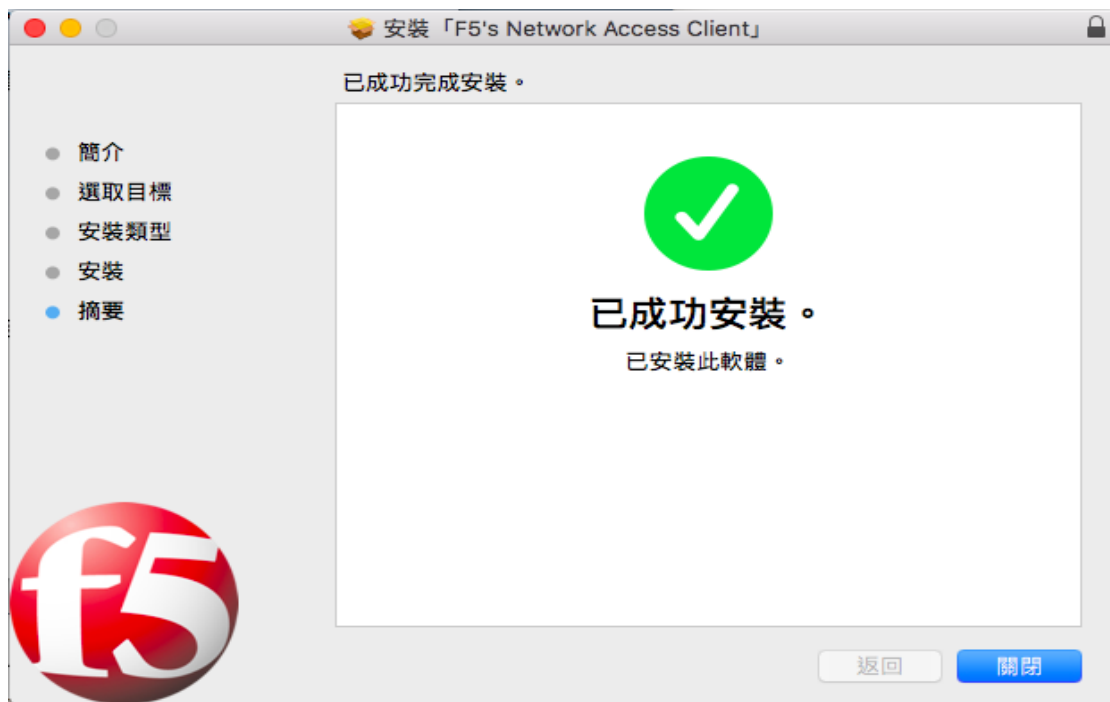 安裝「F5's Network Access Client」
已成功完成安裝。
簡介
選取目標
安裝類型
安裝
摘要
已成功安裝。
已安裝此軟體。
f5
返回
關閉